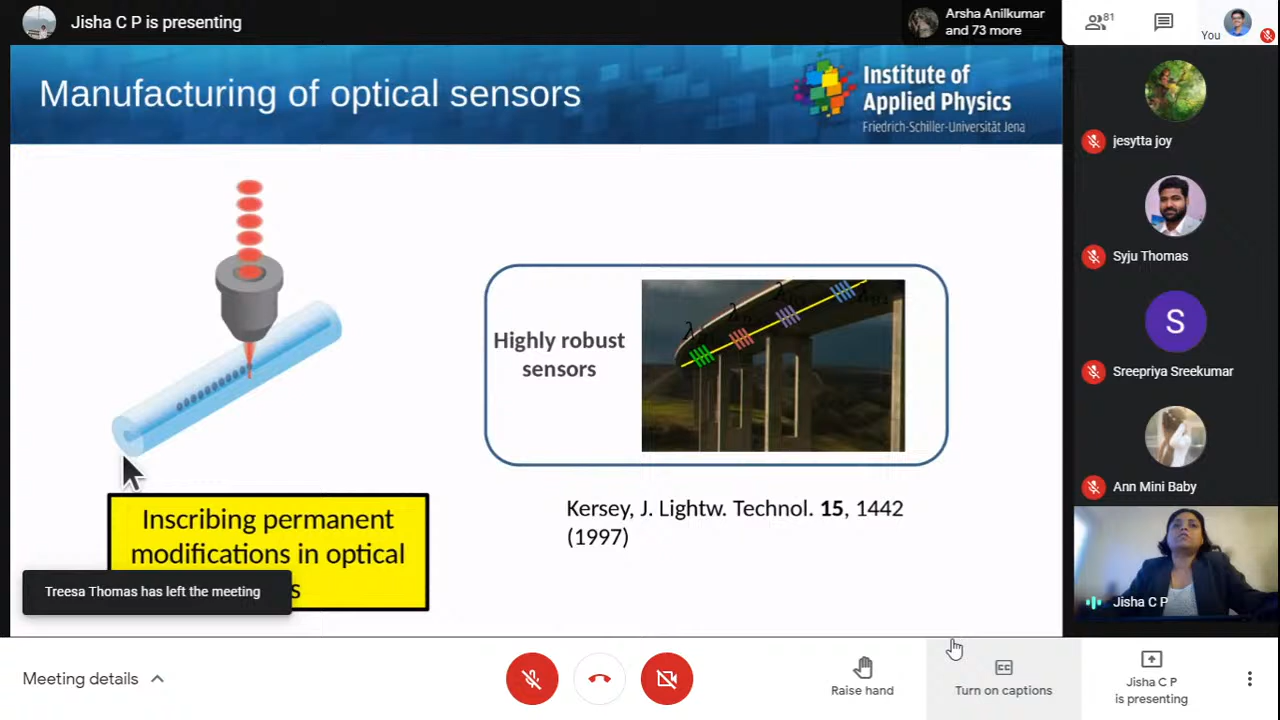 Jisha C P is presenting
Arsha Anilkumar
and 73 more
81
You
Manufacturing of optical sensors
Institute of
Applied Physics
Friedrich-Schiller-Universität Jena
jesytta joy
Syju Thomas
S
Sreepriya Sreekumar
Ann Mini Baby
Jisha C P
Highly robust
sensors
λ
Kersey, J. Lightw. Technol. 15, 1442
(1997)
Inscribing permanent
modifications in optical
s
Treesa Thomas has left the meeting
Meeting details
Raise hand
CC
Turn on captions
Jisha C P
is presenting